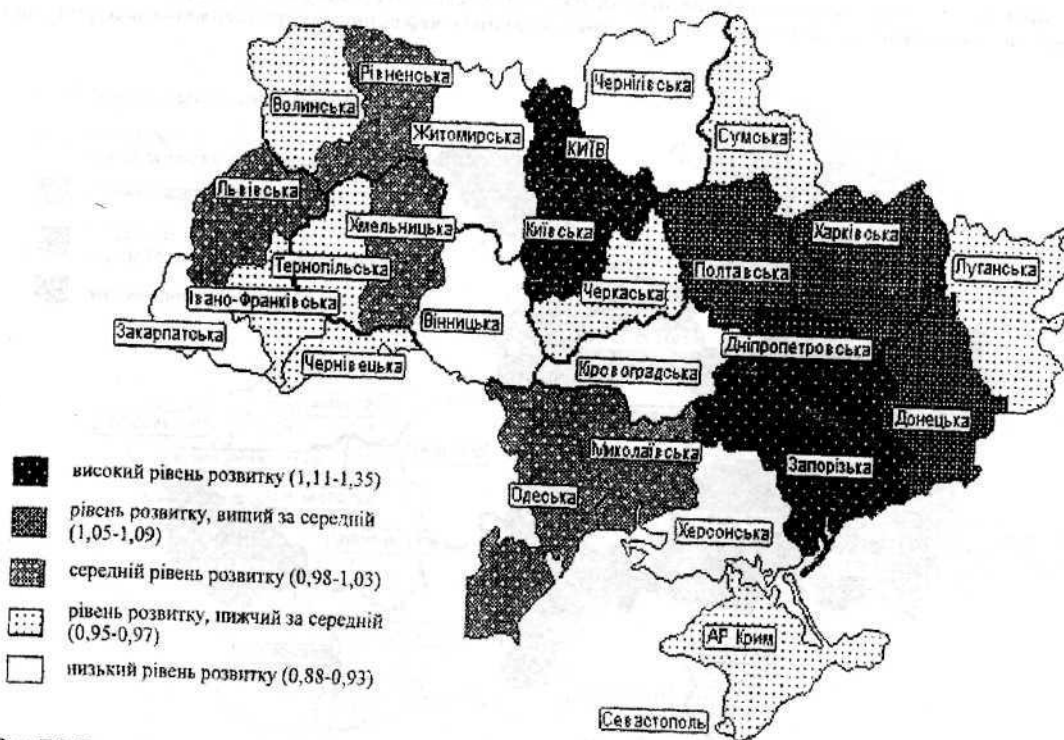 Рівненська
Чернігівська
Волинська
Житомирська
КИЇВ
Сумська
Львівська
Хмельницька
Київська
Харківська
Тернопільська
Полтавська
Луганська
Івано-Франківська
Черкаська
Закарпатська
Вінницька
Дніпропетровська
Чернівецька
Кіровоградська
Донецька
Миколаївська
Запорізька
Одеська
Херсонська
АР Крим
Севастополь
високий рівень розвитку (1,11-1,35)
рівень розвитку, вищий за середній
(1,05-1,09)
середній рівень розвитку (0,98-1,03)
рівень розвитку, нижчий за середній
(0,95-0,97)
низький рівень розвитку (0,88-0,93)